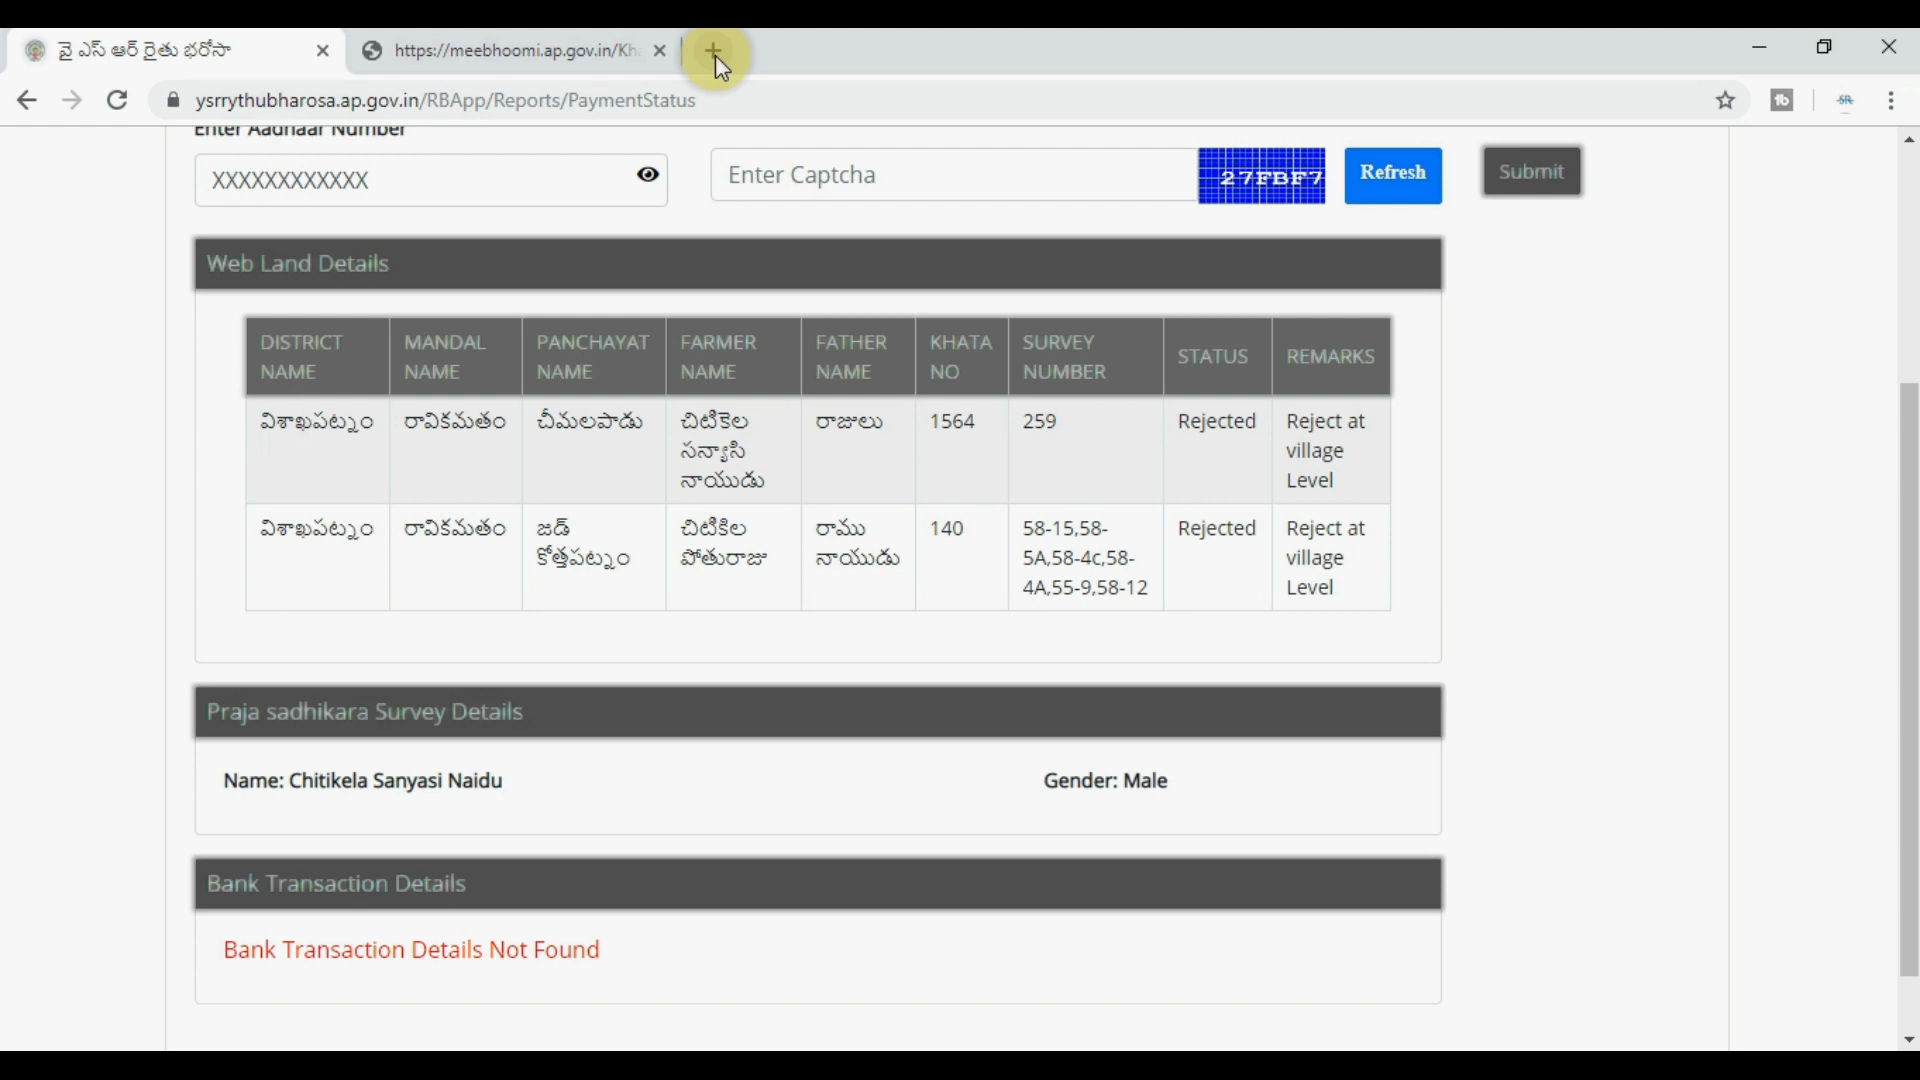 వై ఎస్ ఆర్ రైతు భరోసా
https://meebhoomi.ap.gov.in/Kh
ysrrythubharosa.ap.gov.in/RBApp/Reports/PaymentStatus
Enter Aadhaar Number
XXXXXXXXXXXX
Enter Captcha
27FBF7
Refresh
Submit
Web Land Details
DISTRICT NAME
MANDAL NAME
PANCHAYAT NAME
FARMER NAME
FATHER NAME
KHATA NO
SURVEY NUMBER
STATUS
REMARKS
విశాఖపట్నం
రావికమతం
చీమలపాడు
చిటికెల
సన్యాసి
నాయుడు
రాజులు
1564
259
Rejected
Reject at
village
Level
విశాఖపట్నం
రావికమతం
జడ్
కోత్తపట్నం
చిటికిల
పోతురాజు
రాము
నాయుడు
140
58-15,58-
5A,58-4c,58-
4A,55-9,58-12
Rejected
Reject at
village
Level
Praja sadhikara Survey Details
Name: Chitikela Sanyasi Naidu
Gender: Male
Bank Transaction Details
Bank Transaction Details Not Found